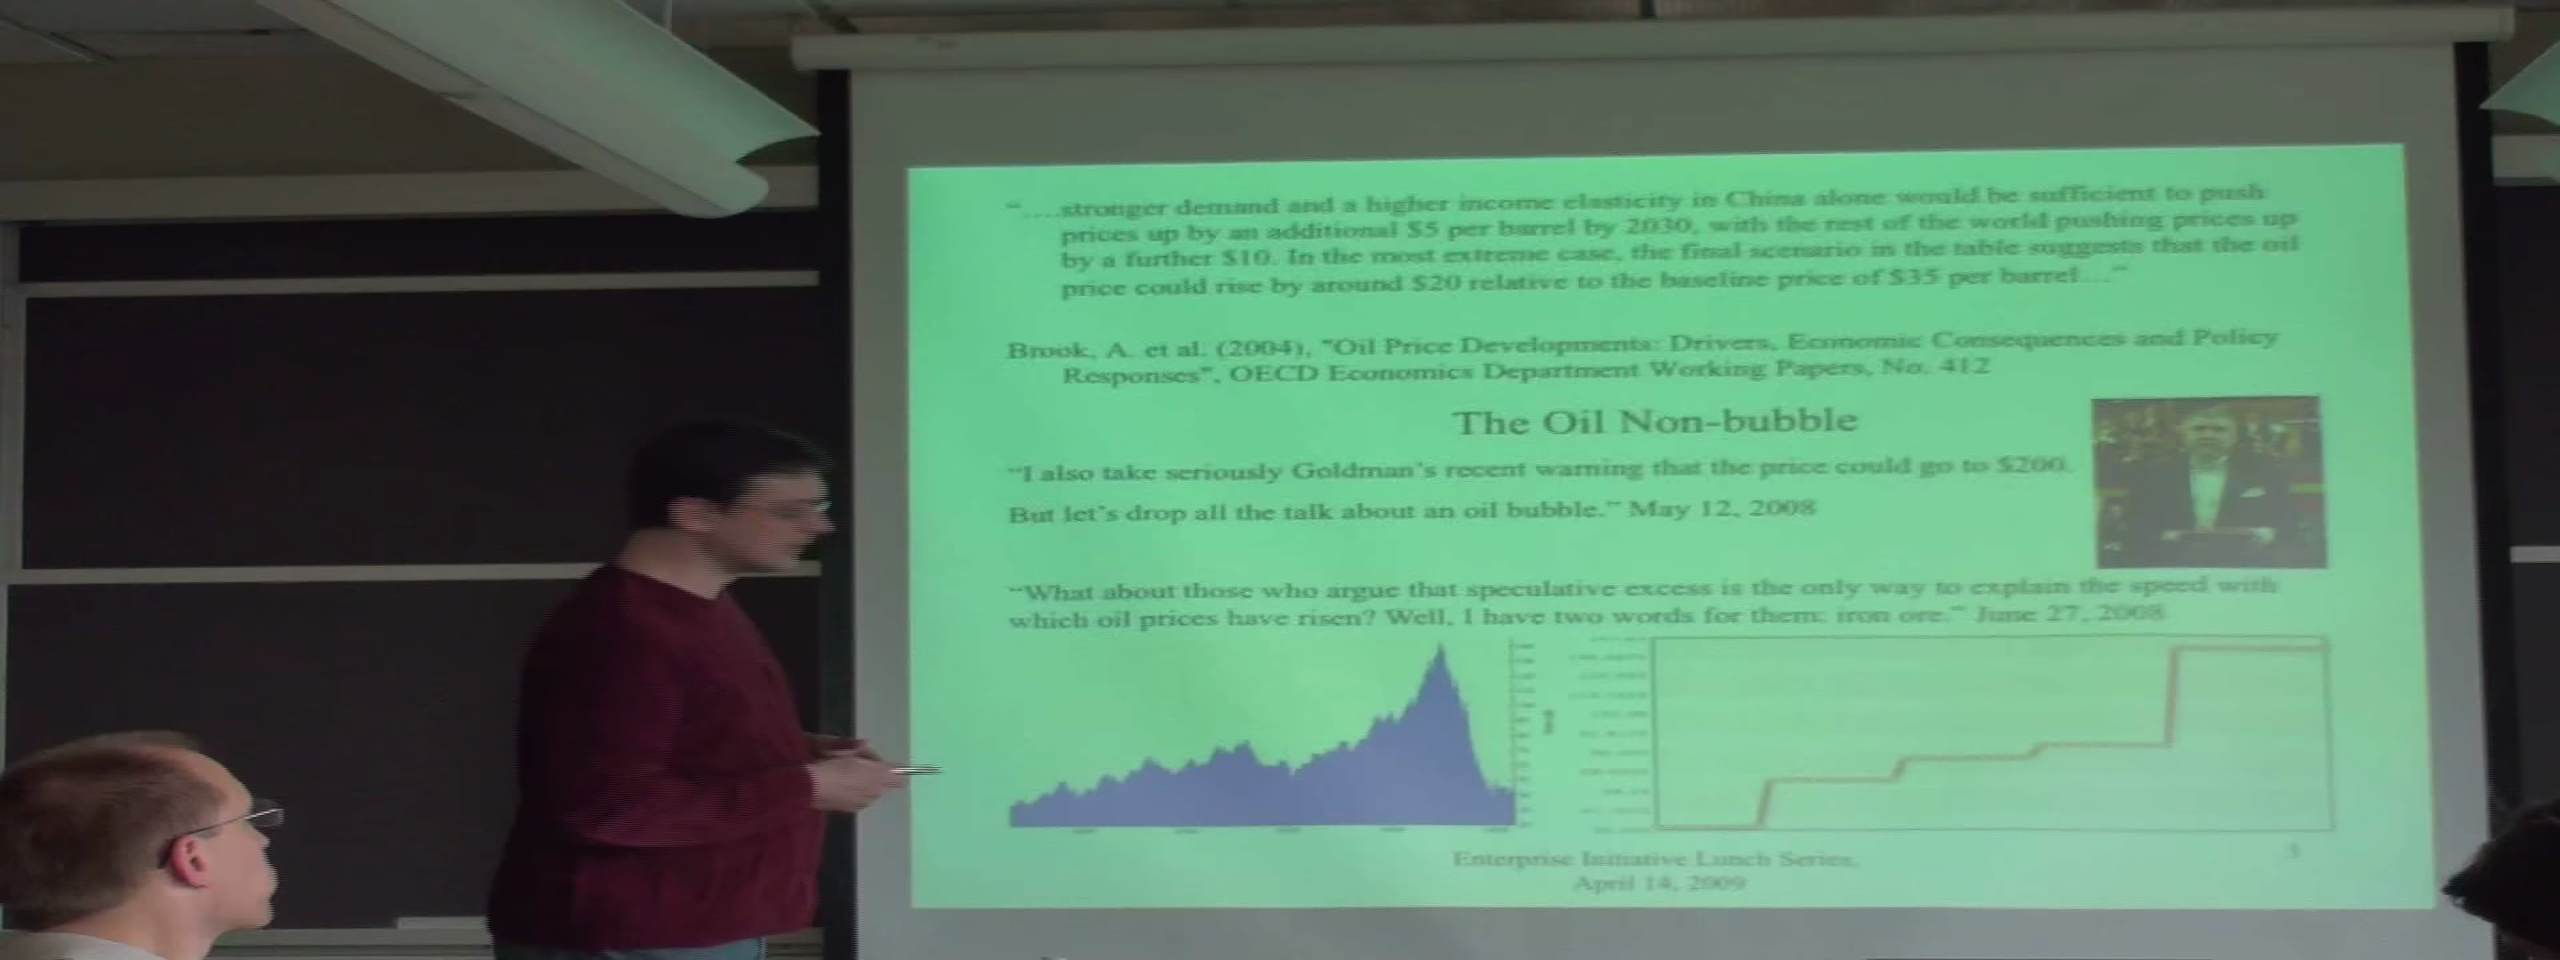 “....stronger demand and a higher income elasticity in China alone would be sufficient to push
prices up by an additional $5 per barrel by 2030, with the rest of the world pushing prices up
by a further $10. In the most extreme case, the final scenario in the table suggests that the oil
price could rise by around $20 relative to the baseline price of $35 per barrel....”
Brook, A. et al. (2004), "Oil Price Developments: Drivers, Economic Consequences and Policy
Responses", OECD Economics Department Working Papers, No. 412
The Oil Non-bubble
“I also take seriously Goldman’s recent warning that the price could go to $200.
But let’s drop all the talk about an oil bubble.” May 12, 2008
“What about those who argue that speculative excess is the only way to explain the speed with
which oil prices have risen? Well, I have two words for them: iron ore.” June 27, 2008
Enterprise Initiative Lunch Series,
April 14, 2009